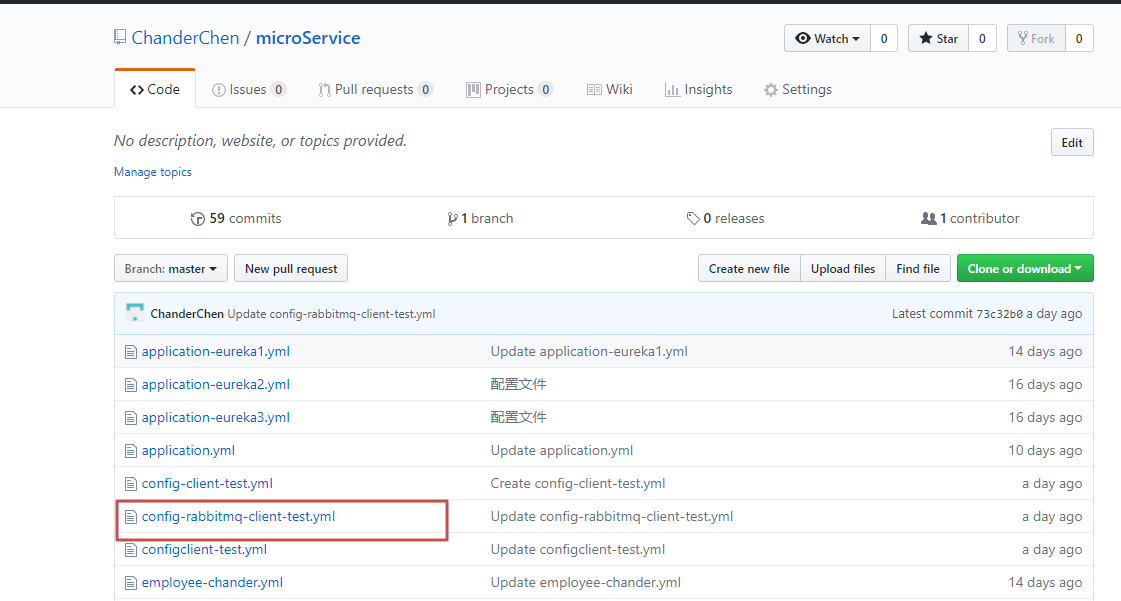 ChanderChen / microService
Watch 0 Star 0 Fork 0
Code Issues 0 Pull requests 0 Projects 0 Wiki Insights Settings
No description, website, or topics provided. Edit
Manage topics
59 commits 1 branch 0 releases 1 contributor
Branch: master New pull request Create new file Upload files Find file Clone or download
ChanderChen Update config-rabbitmq-client-test.yml Latest commit 73c32b0 a day ago
application-eureka1.yml Update application-eureka1.yml 14 days ago
application-eureka2.yml 配置文件 16 days ago
application-eureka3.yml 配置文件 16 days ago
application.yml Update application.yml 10 days ago
config-client-test.yml Create config-client-test.yml a day ago
config-rabbitmq-client-test.yml Update config-rabbitmq-client-test.yml a day ago
configclient-test.yml Update configclient-test.yml a day ago
employee-chander.yml Update employee-chander.yml 14 days ago